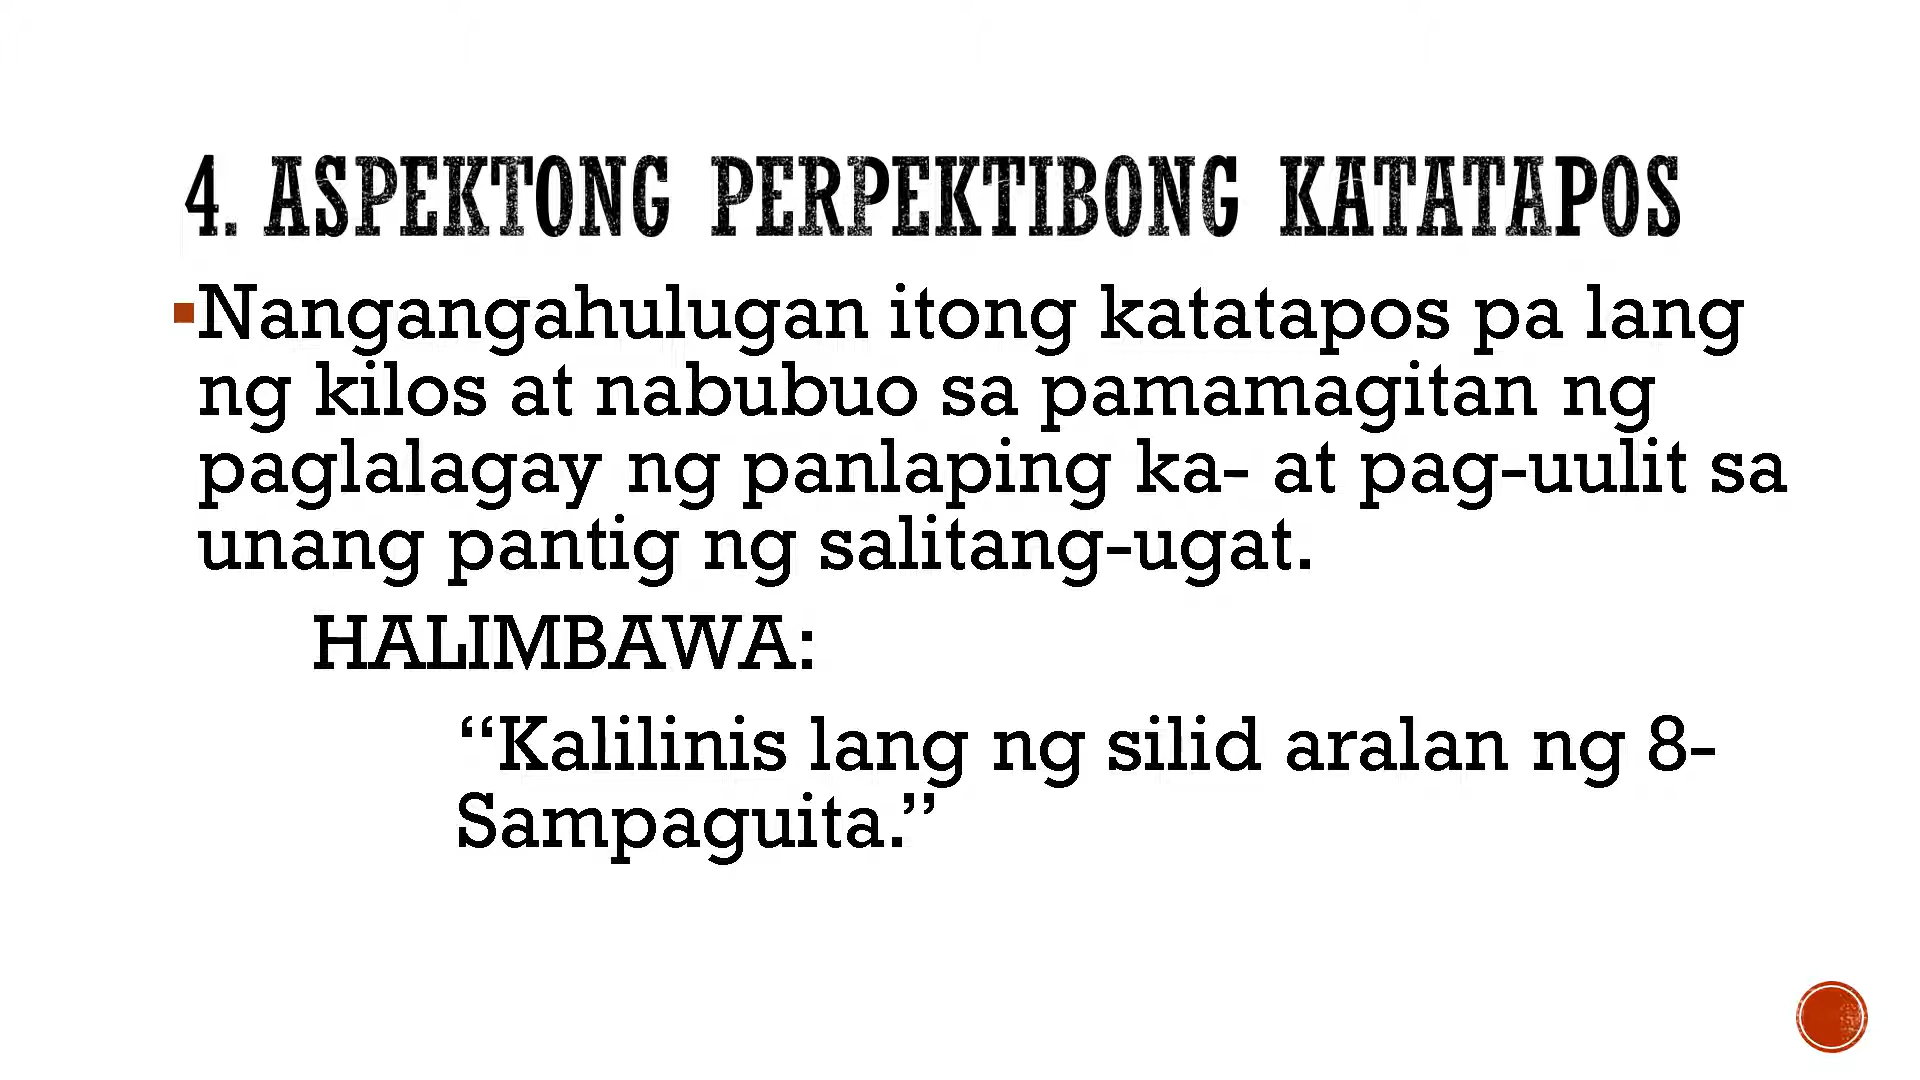 4. ASPEKTONG PERPEKTIBONG KATATAPOS
▪Nangangahulugan itong katatapos pa lang
ng kilos at nabubuo sa pamamagitan ng
paglalagay ng panlaping ka- at pag-uulit sa
unang pantig ng salitang-ugat.
HALIMBAWA:
“Kalilinis lang ng silid aralan ng 8-
Sampaguita.”